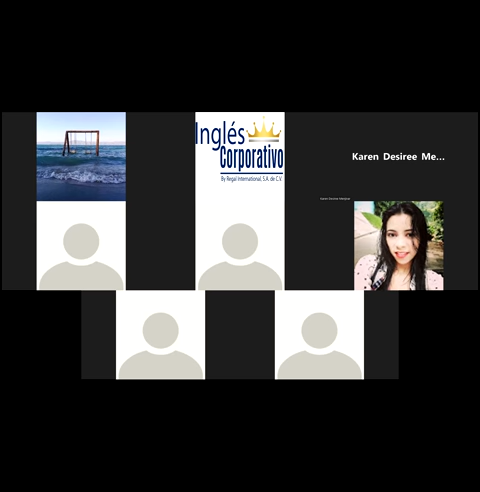 Inglés
Corporativo
By Regal International, S.A. de C.V.
Karen Desiree Me...